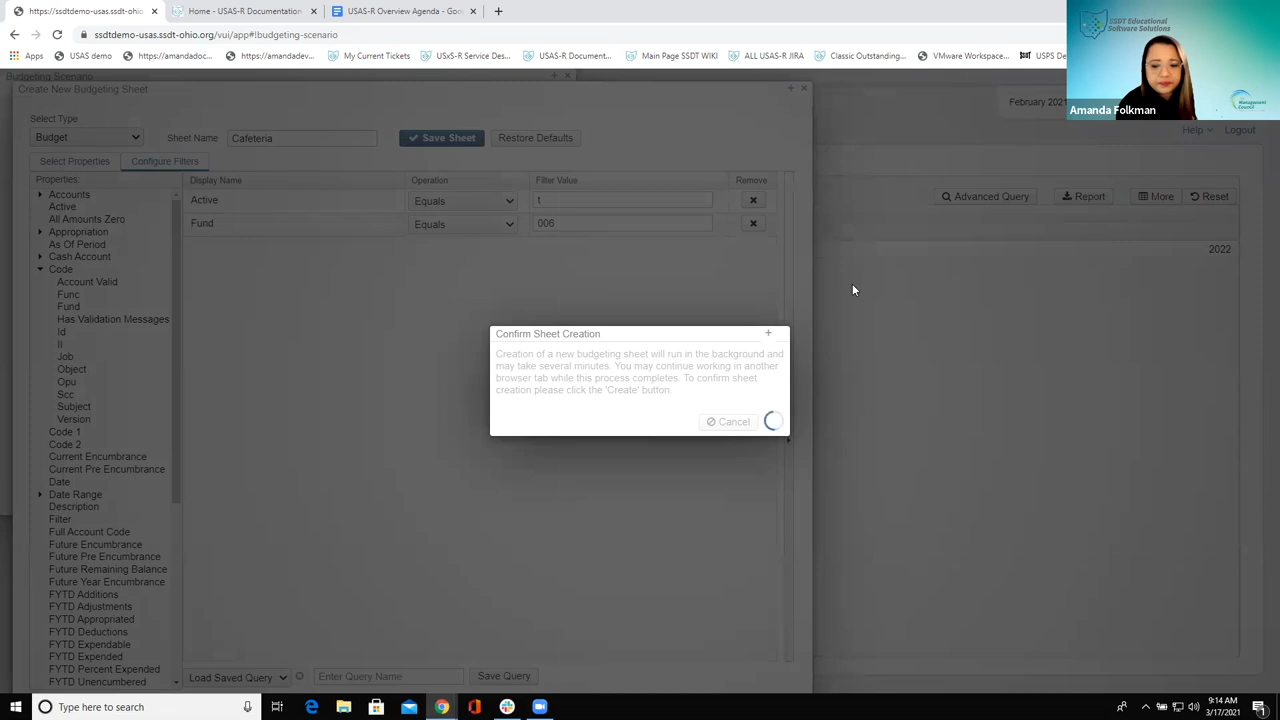 https://ssdtdemo-usas.ssdt-ohio
Home - USAS-R Documentation
USAS-R Overview Agenda - Goo
ssdtdemo-usas.ssdt-ohio.org/vui/app#!budgeting-scenario
Apps
USAS demo
https://amandadoc...
https://amandadev...
My Current Tickets
USxS-R Service Des...
USAS-R Document...
Main Page SSDT WIKI
ALL USAS-R JIRA
Classic Outstanding...
VMware Workspace...
USPS De
SSDT Educational
Software Solutions
Management
Council
Amanda Folkman
Budgeting Scenario
Create New Budgeting Sheet
February 2021
Help
Logout
Select Type
Budget
Sheet Name
Cafeteria
Save Sheet
Restore Defaults
Select Properties
Configure Filters
Advanced Query
Report
More
Reset
2022
Properties:
Accounts
Active
All Amounts Zero
Appropriation
As Of Period
Cash Account
Code
Account Valid
Func
Fund
Has Validation Messages
Id
Il
Job
Object
Opu
Scc
Subject
Version
Code 1
Code 2
Current Encumbrance
Current Pre Encumbrance
Date
Date Range
Description
Filter
Full Account Code
Future Encumbrance
Future Pre Encumbrance
Future Remaining Balance
Future Year Encumbrance
FYTD Additions
FYTD Adjustments
FYTD Appropriated
FYTD Deductions
FYTD Expendable
FYTD Expended
FYTD Percent Expended
FYTD Unencumbered
Display Name
Operation
Filter Value
Remove
Active
Equals
t
Fund
Equals
006
Confirm Sheet Creation
Creation of a new budgeting sheet will run in the background and
may take several minutes. You may continue working in another
browser tab while this process completes. To confirm sheet
creation please click the 'Create' button.
Cancel
Load Saved Query
Enter Query Name
Save Query
Type here to search
9:14 AM
3/17/2021
1